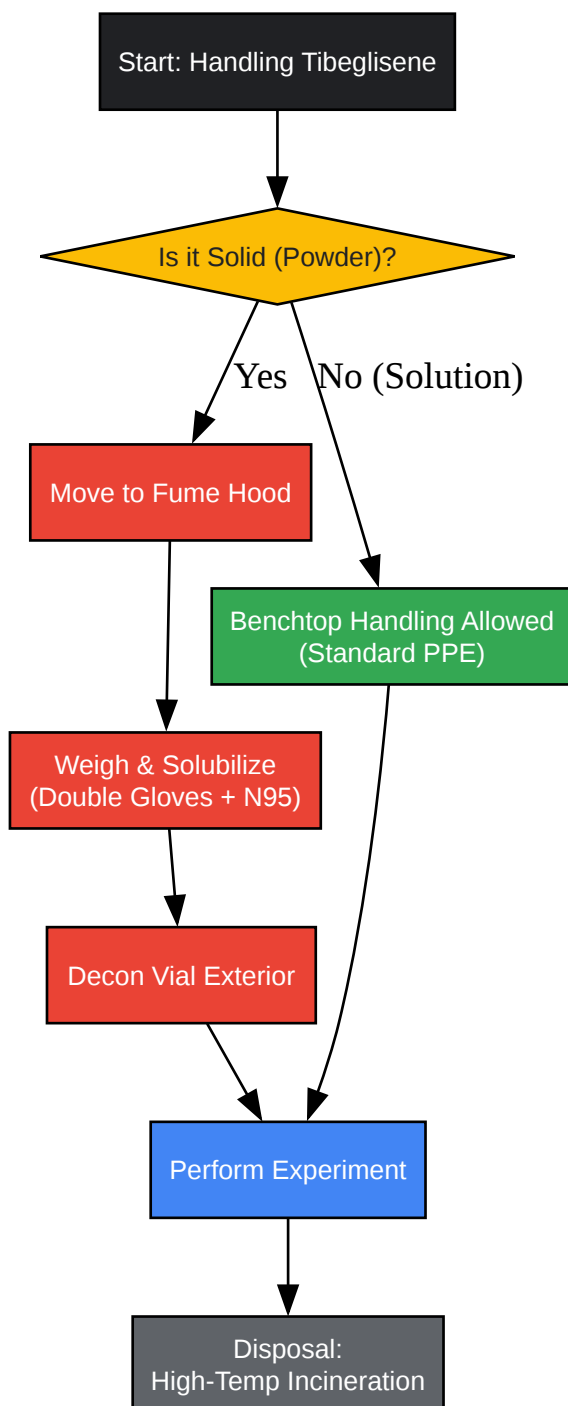 Start: Handling Tibeglisene
Is it Solid (Powder)?
Yes
No (Solution)
Move to Fume Hood
Benchtop Handling Allowed
(Standard PPE)
Weigh & Solubilize
(Double Gloves + N95)
Decon Vial Exterior
Perform Experiment
Disposal:
High-Temp Incineration